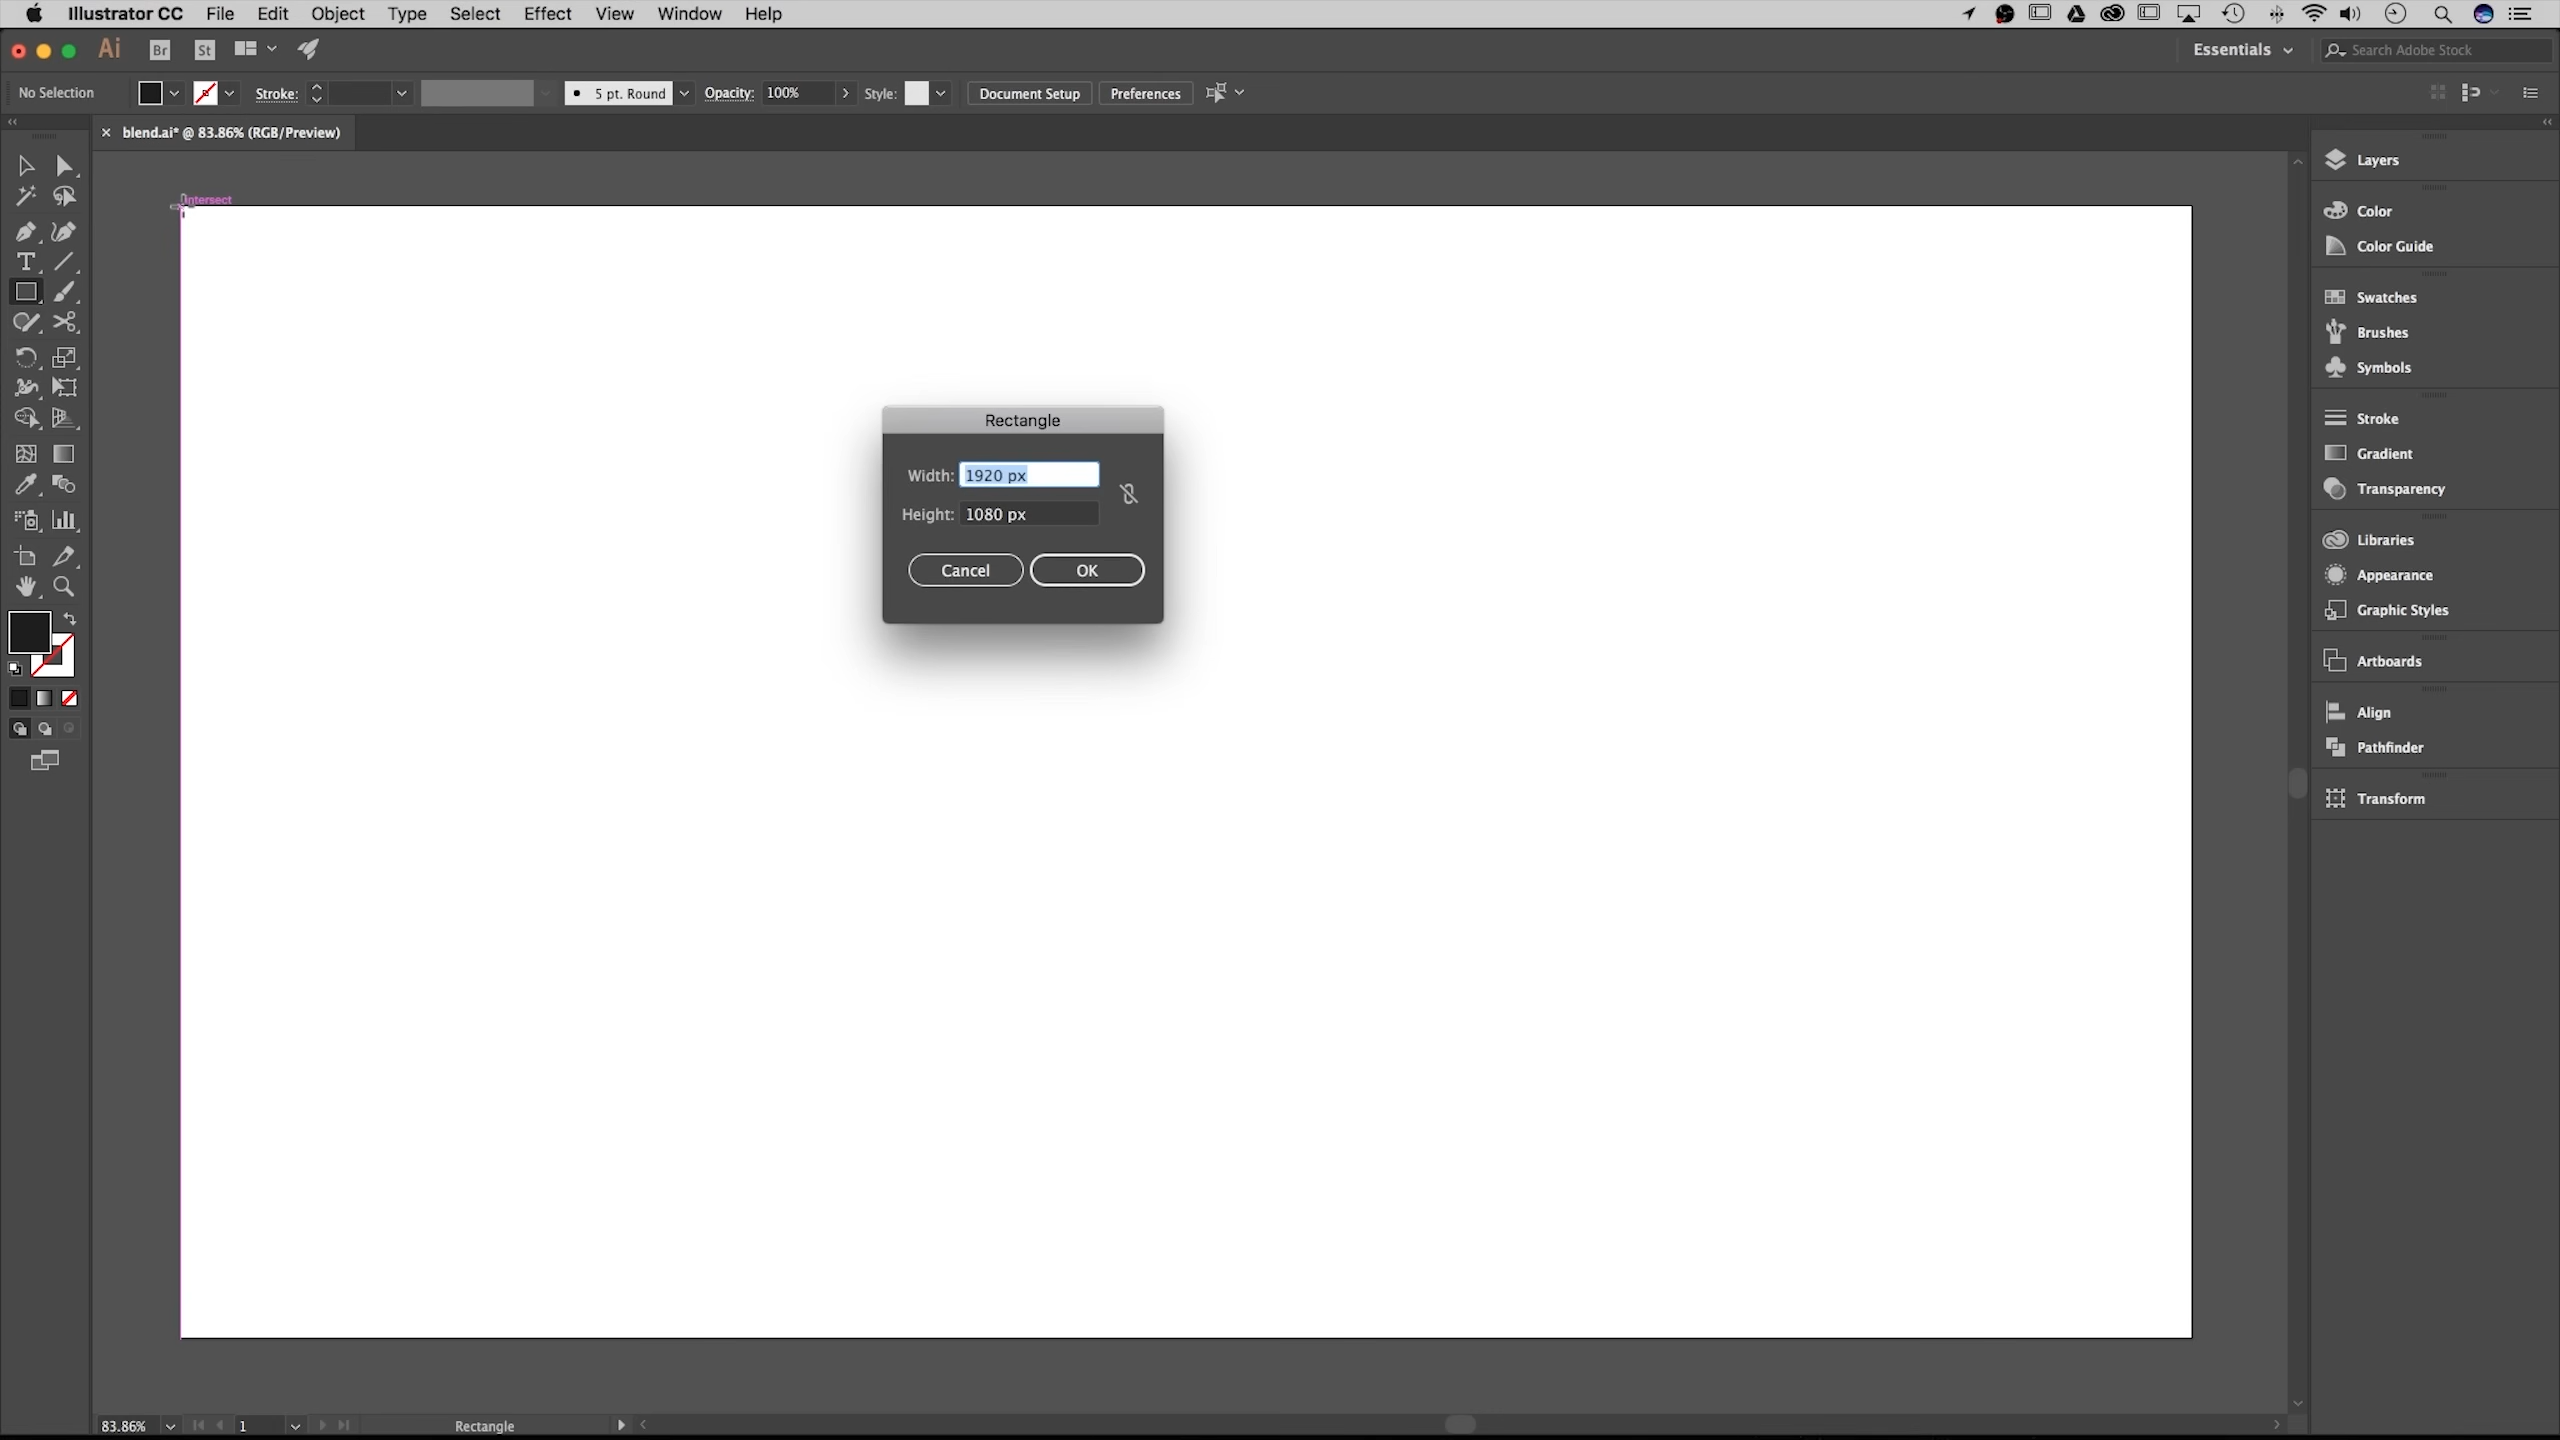 Illustrator CC File Edit Object Type Select Effect View Window Help
Ai Br St Essentials Search Adobe Stock
No Selection Stroke: 5 pt. Round Opacity: 100% Style: Document Setup Preferences
blend.ai* @ 83.86% (RGB/Preview)
intersect
Rectangle
Width: 1920 px
Height: 1080 px
Cancel OK
Layers
Color
Color Guide
Swatches
Brushes
Symbols
Stroke
Gradient
Transparency
Libraries
Appearance
Graphic Styles
Artboards
Align
Pathfinder
Transform
83.86% 1 Rectangle